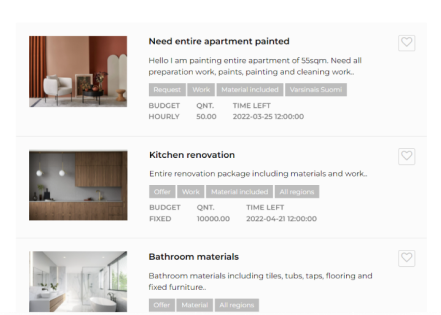 Need entire apartment painted
Hello I am painting entire apartment of 55sqm. Need all
preparation work, paints, painting and cleaning work..
Request Work Material included Varsinais Suomi
BUDGET QNT. TIME LEFT
HOURLY 50.00 2022-03-25 12:00:00
Kitchen renovation
Entire renovation package including materials and work..
Offer Work Material included All regions
BUDGET QNT. TIME LEFT
FIXED 10000.00 2022-04-21 12:00:00
Bathroom materials
Bathroom materials including tiles, tubs, taps, flooring and
fixed furniture..
Offer Material All regions